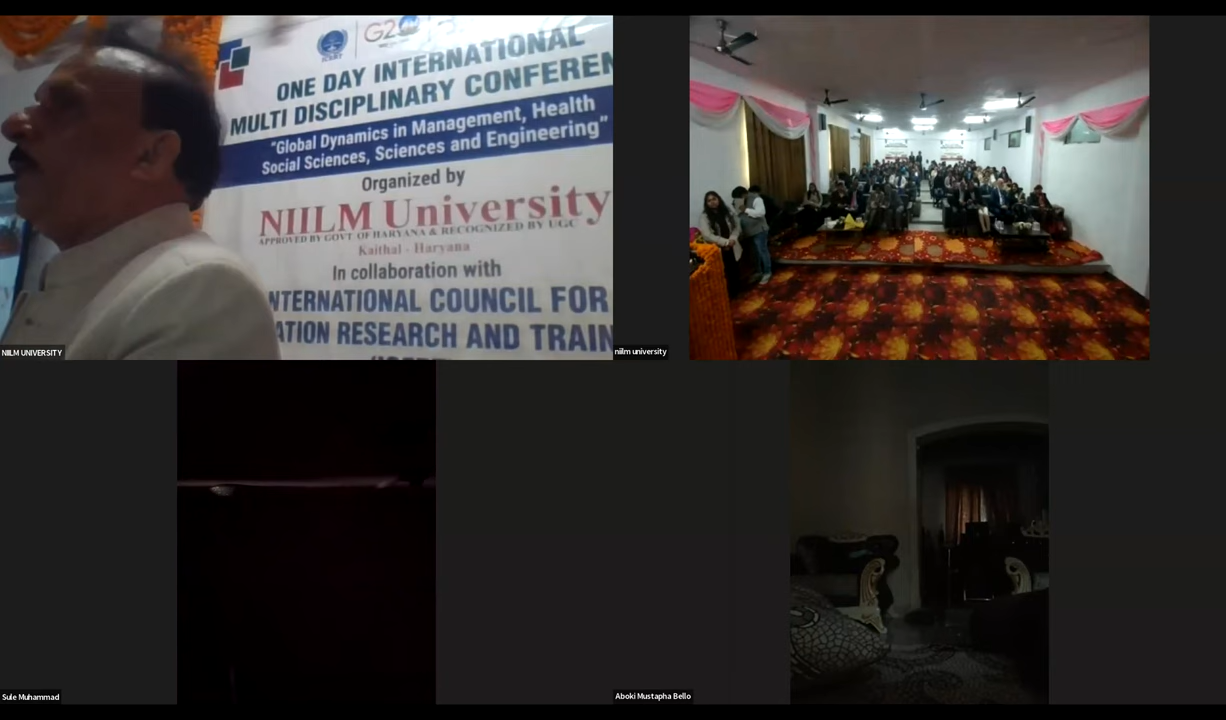 G20
ONE DAY INTERNATIONAL
MULTI DISCIPLINARY CONFEREN
"Global Dynamics in Management, Health
Social Sciences, Sciences and Engineering"
Organized by
NIILM University
APPROVED BY GOVT OF HARYANA & RECOGNIZED BY UGC
Kaithal - Haryana
In collaboration with
NTERNATIONAL COUNCIL FOR
ATION RESEARCH AND TRAIN
NIILM UNIVERSITY
niilm university
Sule Muhammad
Aboki Mustapha Bello